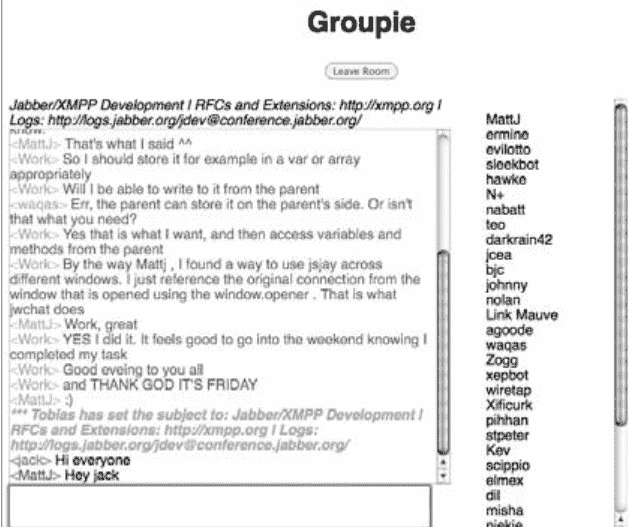 Groupie
Leave Room
Jabber/XMPP Development | RFCs and Extensions: http://xmpp.org |
Logs: http://logs.jabber.org/jdev@conference.jabber.org/
know.
<MattJ> That's what I said ^^
<Work> So I should store it for example in a var or array
appropriately
<Work> Will I be able to write to it from the parent
<waqas> Err, the parent can store it on the parent's side. Or isn't
that what you need?
<Work> Yes that is what I want, and then access variables and
methods from the parent
<Work> By the way Mattj , I found a way to use jsjay across
different windows. I just reference the original connection from the
window that is opened using the window.opener . That is what
jwchat does
<MattJ> Work, great
<Work> YES I did it. It feels good to go into the weekend knowing I
completed my task
<Work> Good eveing to you all
<Work> and THANK GOD IT'S FRIDAY
<MattJ> :)
*** Tobias has set the subject to: Jabber/XMPP Development |
RFCs and Extensions: http://xmpp.org | Logs:
http://logs.jabber.org/jdev@conference.jabber.org/
<jack> Hi everyone
<MattJ> Hey jack
MattJ
ermine
evilotto
sleekbot
hawke
N+
nabatt
teo
darkrain42
jcea
bjc
johnny
nolan
Link Mauve
agoode
waqas
Zogg
xepbot
wiretap
Xificurk
pihhan
stpeter
Kev
scippio
elmex
dil
misha
niekie